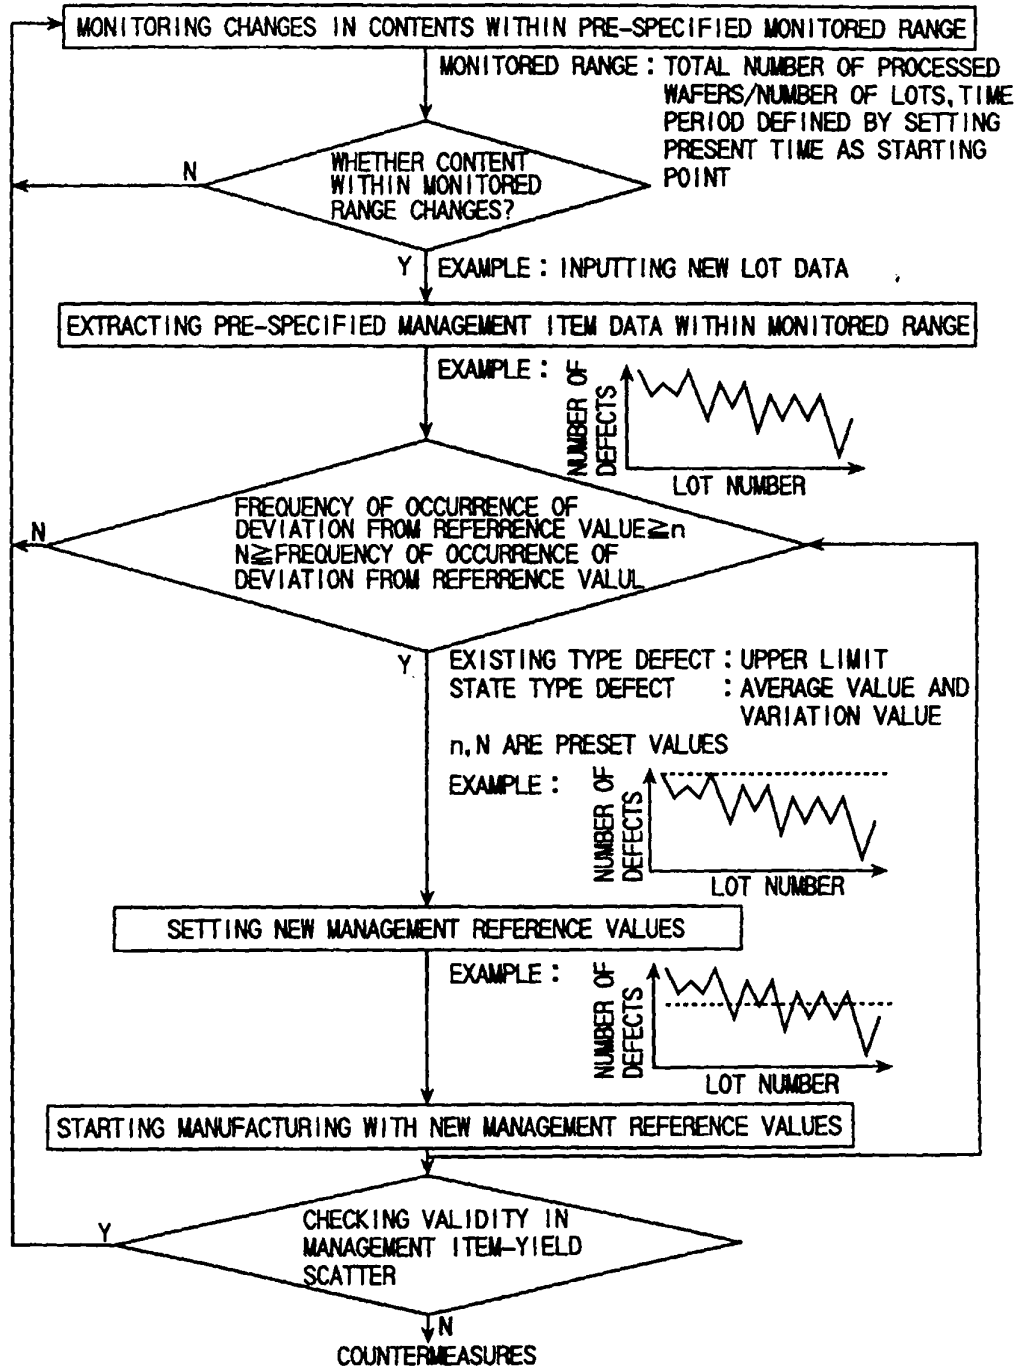 MONITORING CHANGES IN CONTENTS WITHIN PRE-SPECIFIED MONITORED RANGE
MONITORED RANGE : TOTAL NUMBER OF PROCESSED
WAFERS/NUMBER OF LOTS, TIME
PERIOD DEFINED BY SETTING
PRESENT TIME AS STARTING
POINT
N
WHETHER CONTENT
WITHIN MONITORED
RANGE CHANGES?
Y
EXAMPLE : INPUTTING NEW LOT DATA
EXTRACTING PRE-SPECIFIED MANAGEMENT ITEM DATA WITHIN MONITORED RANGE
EXAMPLE :
NUMBER OF
DEFECTS
LOT NUMBER
N
FREQUENCY OF OCCURRENCE OF
DEVIATION FROM REFERRENCE VALUE≧n
N≧FREQUENCY OF OCCURRENCE OF
DEVIATION FROM REFERRENCE VALUL
Y
EXISTING TYPE DEFECT : UPPER LIMIT
STATE TYPE DEFECT : AVERAGE VALUE AND
VARIATION VALUE
n, N ARE PRESET VALUES
EXAMPLE :
NUMBER OF
DEFECTS
LOT NUMBER
SETTING NEW MANAGEMENT REFERENCE VALUES
EXAMPLE :
NUMBER OF
DEFECTS
LOT NUMBER
STARTING MANUFACTURING WITH NEW MANAGEMENT REFERENCE VALUES
Y
CHECKING VALIDITY IN
MANAGEMENT ITEM-YIELD
SCATTER
N
COUNTERMEASURES